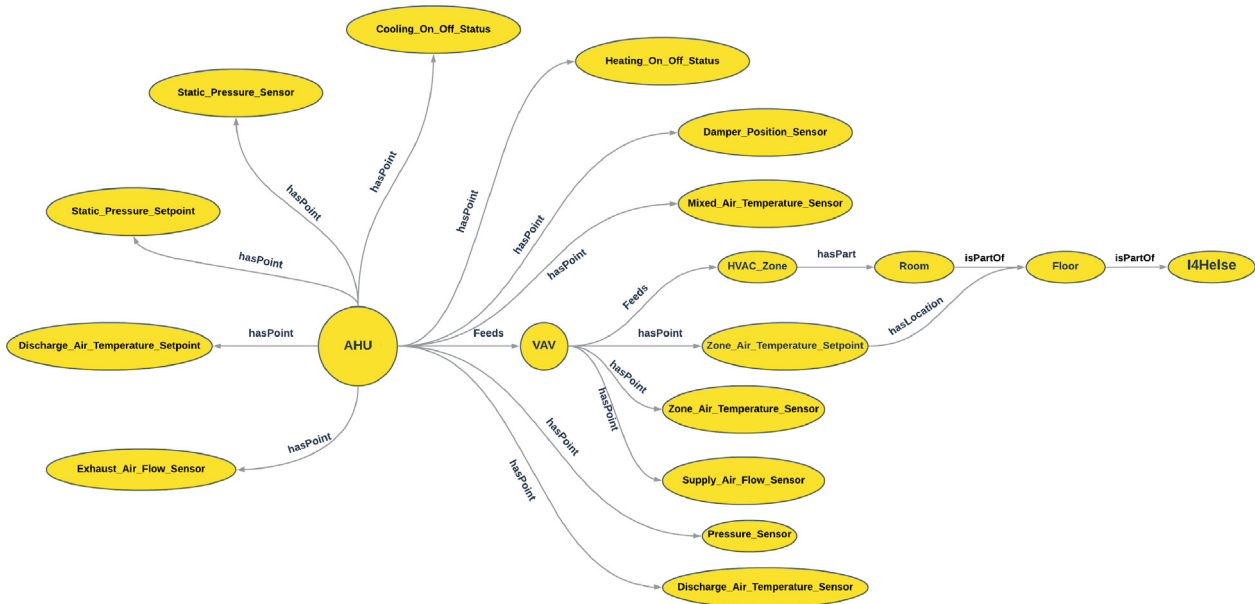 Cooling_On_Off_Status
Heating_On_Off_Status
Static_Pressure_Sensor
Damper_Position_Sensor
hasPoint
hasPoint
hasPoint
Static_Pressure_Setpoint
Mixed_Air_Temperature_Sensor
hasPoint
hasPoint
hasPoint
HVAC_Zone
hasPart
Room
isPartOf
Floor
isPartOf
I4Helse
Feeds
hasLocation
Discharge_Air_Temperature_Setpoint
hasPoint
AHU
Feeds
VAV
hasPoint
Zone_Air_Temperature_Setpoint
hasPoint
hasPoint
Zone_Air_Temperature_Sensor
hasPoint
hasPoint
Exhaust_Air_Flow_Sensor
hasPoint
Supply_Air_Flow_Sensor
Pressure_Sensor
Discharge_Air_Temperature_Sensor